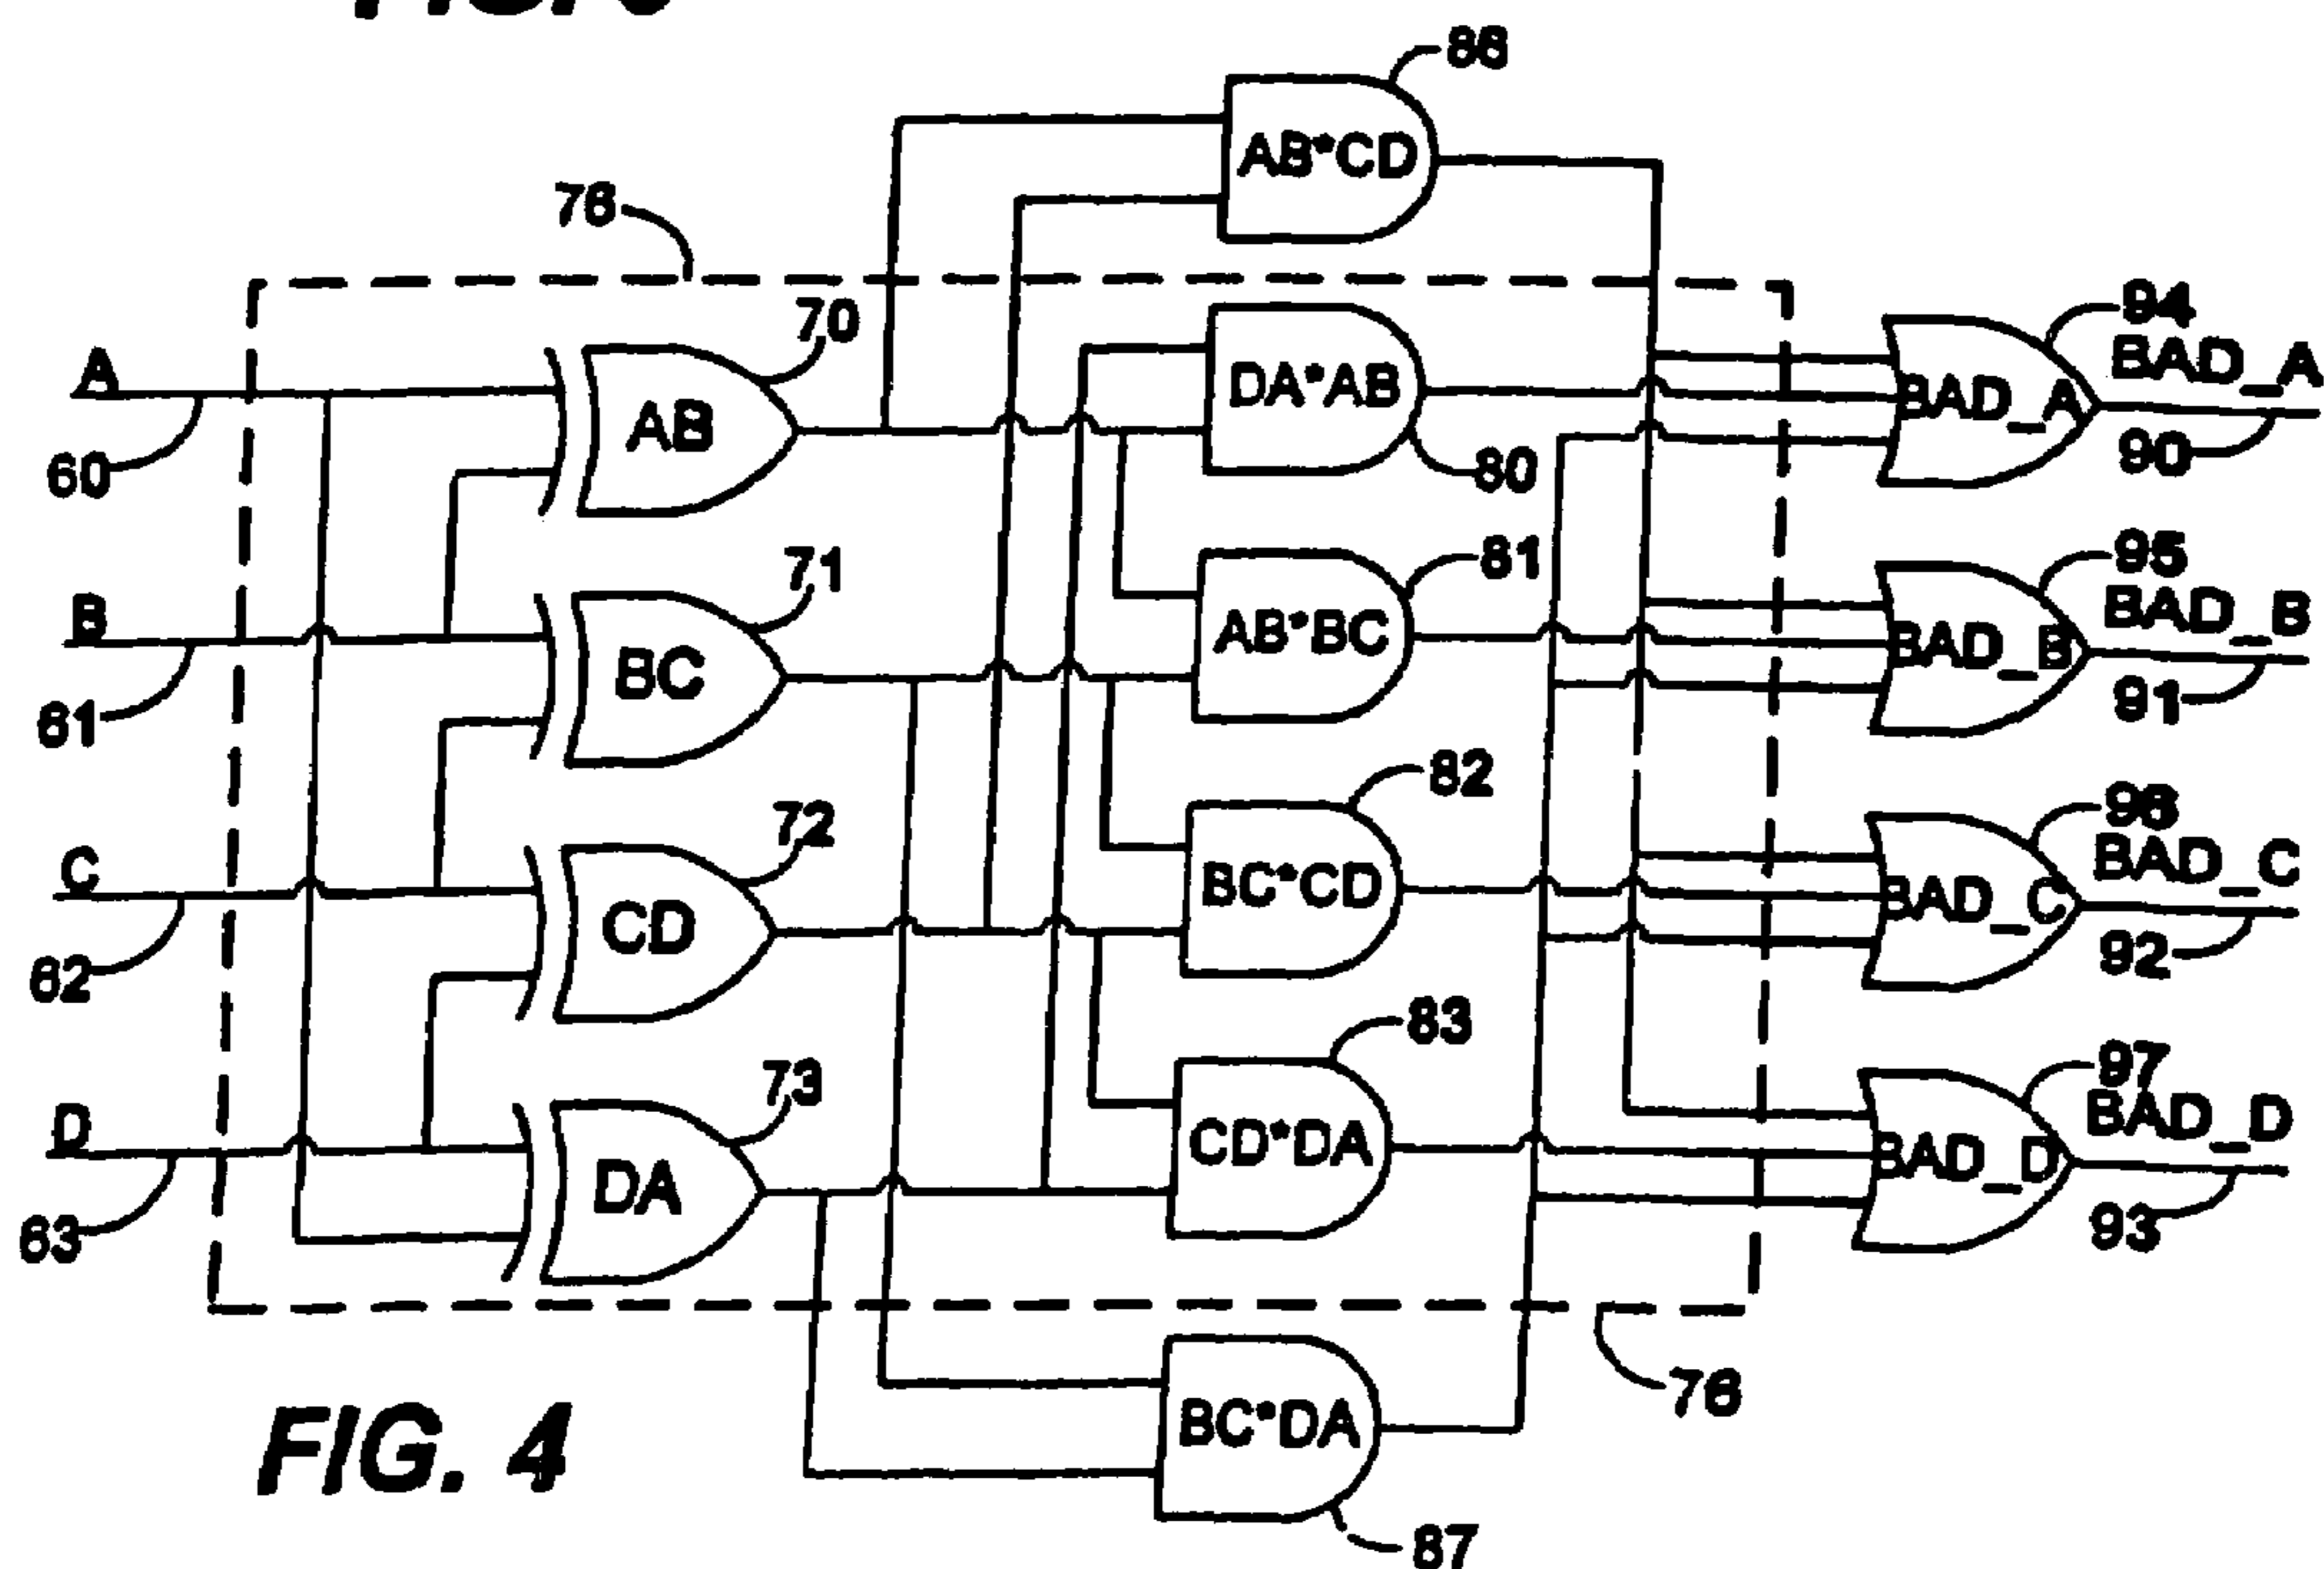 86
AB*CD
76
70
94
A
DA*AB
BAD_A
BAD_A
AB
60
80
90
71
81
95
B
AB*BC
BAD_B
BAD_B
BC
61
91
82
72
96
C
BC*CD
BAD_C
BAD_C
CD
62
92
83
73
97
D
CD*DA
BAD_D
BAD_D
DA
63
93
76
BC*DA
FIG. 4
87